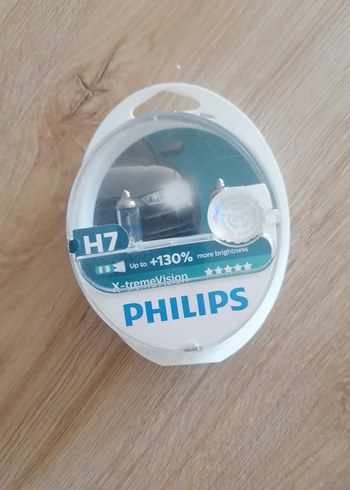 H7
Up to +130% more brightness
X-tremeVision
PHILIPS